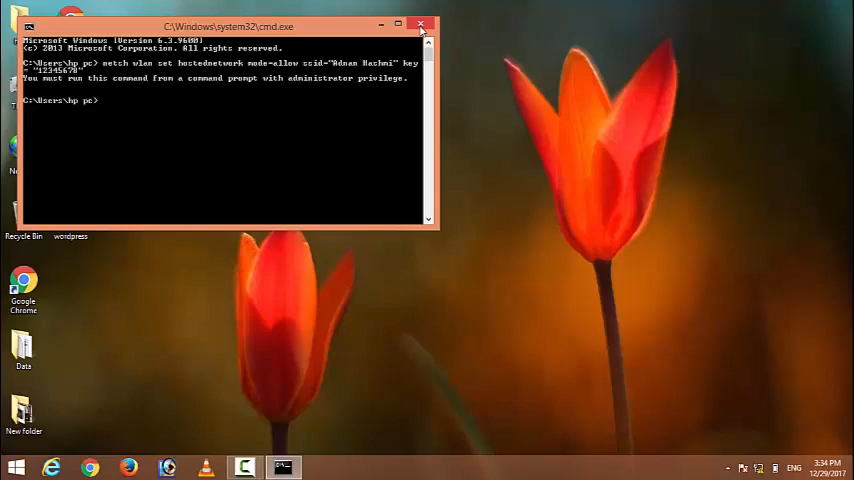 C:\Windows\system32\cmd.exe
Microsoft Windows [Version 6.3.9600]
(c) 2013 Microsoft Corporation. All rights reserved.
C:\Users\hp pc> netsh wlan set hostednetwork mode=allow ssid="Adnan Hashmi" key
= "12345678"
You must run this command from a command prompt with administrator privilege.
C:\Users\hp pc>
Recycle Bin
wordpress
Google
Chrome
Data
New folder
ENG
3:34 PM
12/29/2017